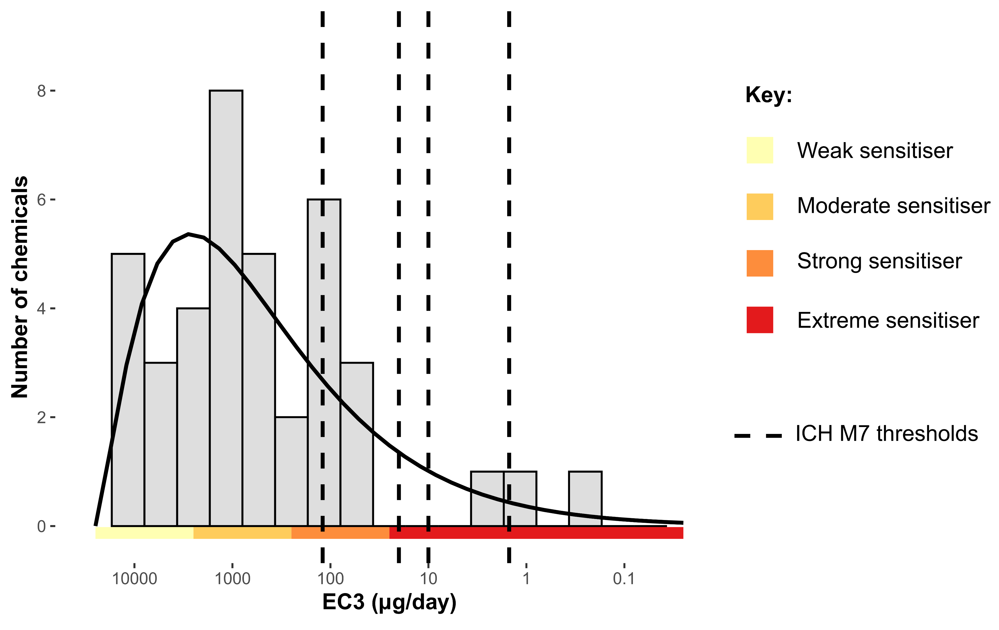 Number of chemicals
8
6
4
2
0
10000 1000 100 10 1 0.1
EC3 (µg/day)
Key:
Weak sensitiser
Moderate sensitiser
Strong sensitiser
Extreme sensitiser
ICH M7 thresholds